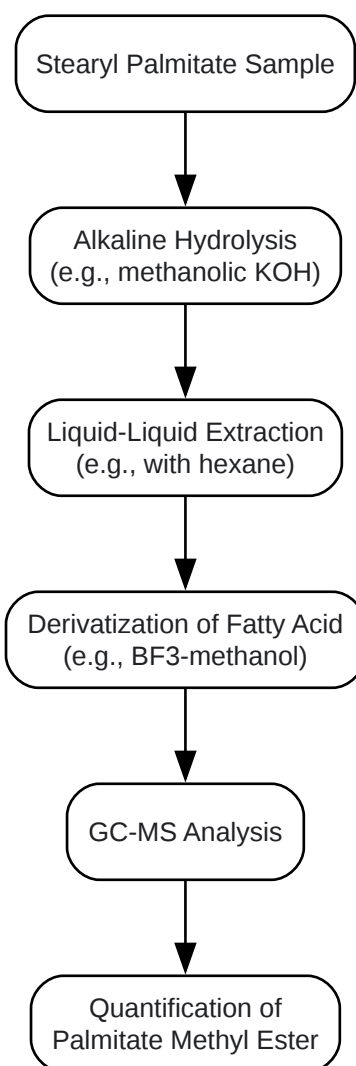 Stearyl Palmitate Sample
Alkaline Hydrolysis
(e.g., methanolic KOH)
Liquid-Liquid Extraction
(e.g., with hexane)
Derivatization of Fatty Acid
(e.g., BF3-methanol)
GC-MS Analysis
Quantification of
Palmitate Methyl Ester